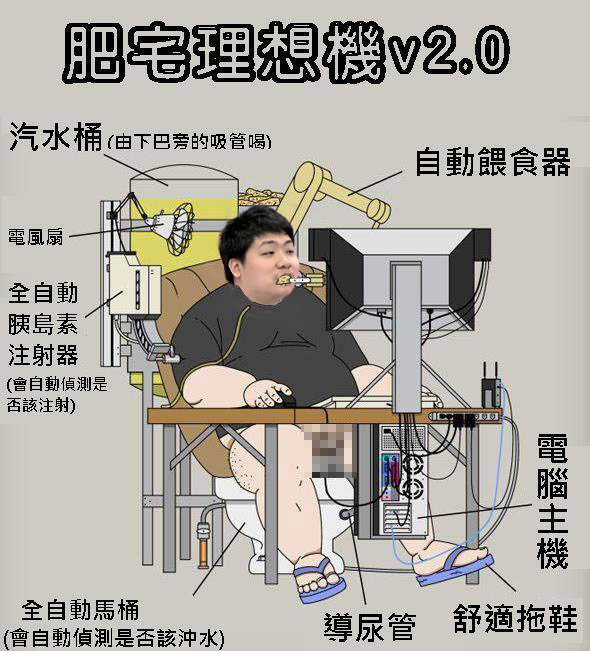 肥宅理想機v2.0
汽水桶(由下巴旁的吸管喝)
自動餵食器
電風扇
全自動
胰島素
注射器
(會自動偵測是
否該注射)
電腦主機
全自動馬桶
(會自動偵測是否該沖水)
導尿管
舒適拖鞋